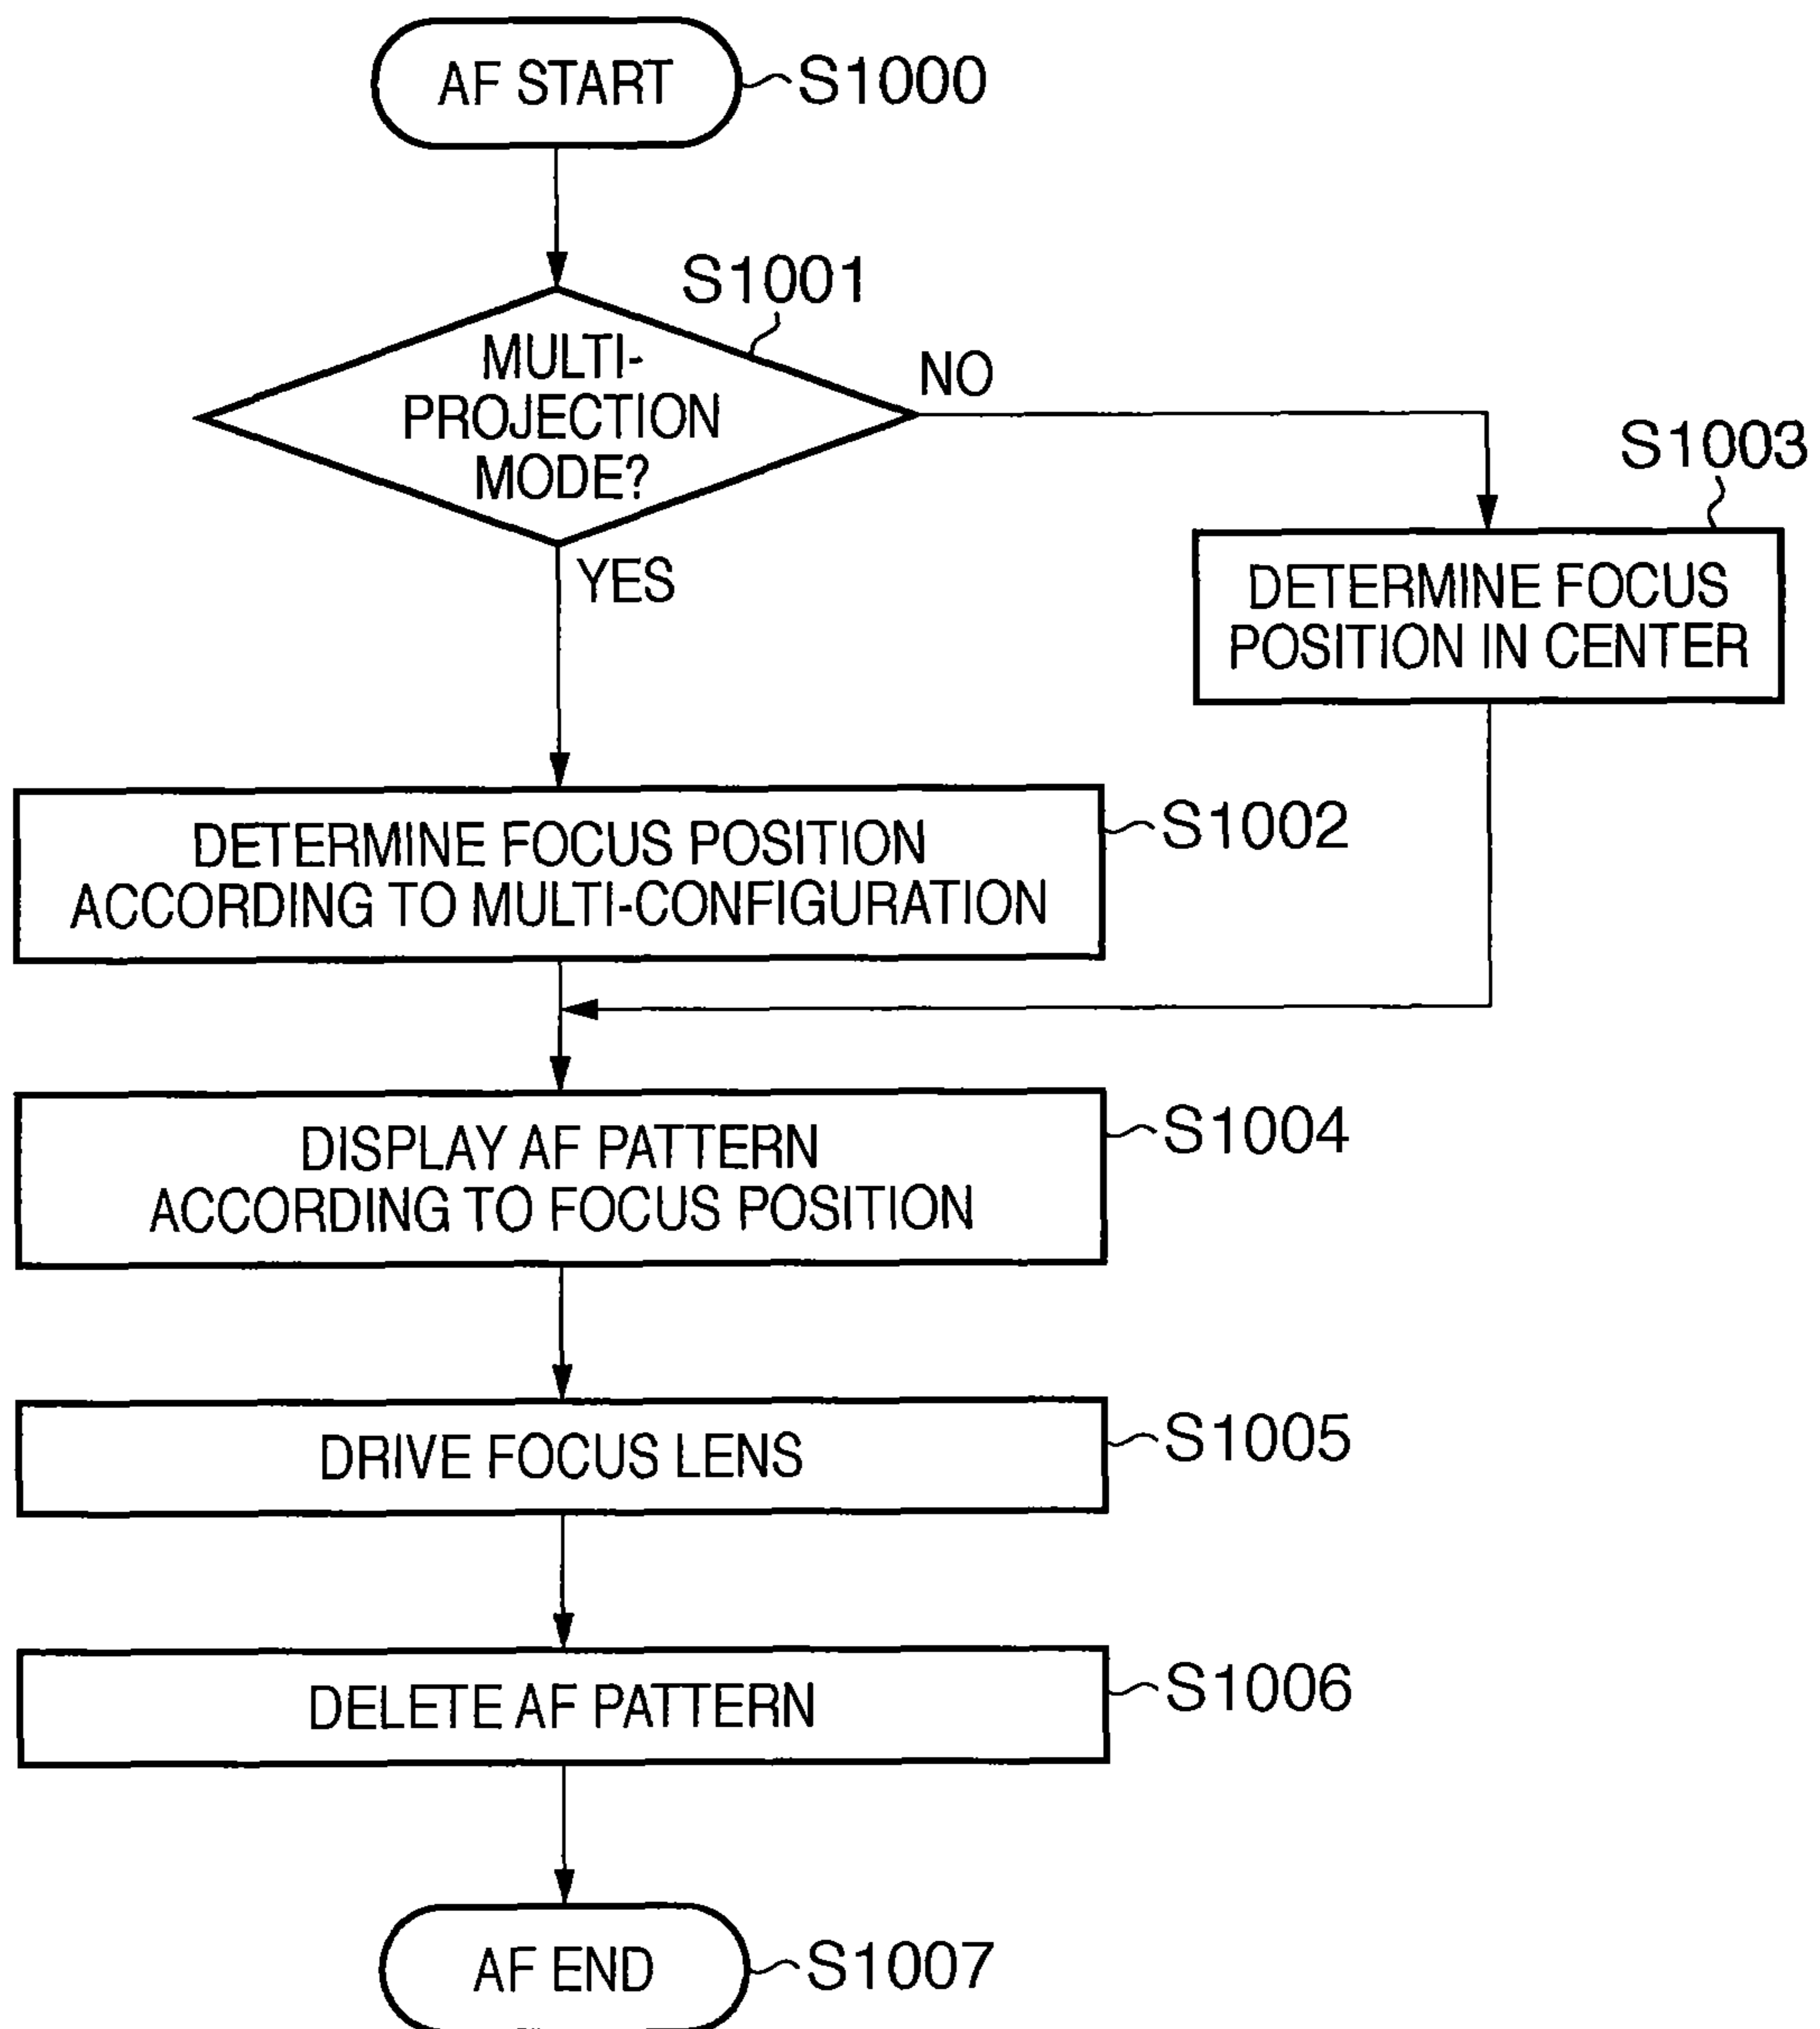 AF START
S1000
S1001
MULTI-
PROJECTION
MODE?
NO
YES
S1003
DETERMINE FOCUS
POSITION IN CENTER
DETERMINE FOCUS POSITION
ACCORDING TO MULTI-CONFIGURATION
S1002
DISPLAY AF PATTERN
ACCORDING TO FOCUS POSITION
S1004
DRIVE FOCUS LENS
S1005
DELETE AF PATTERN
S1006
AF END
S1007